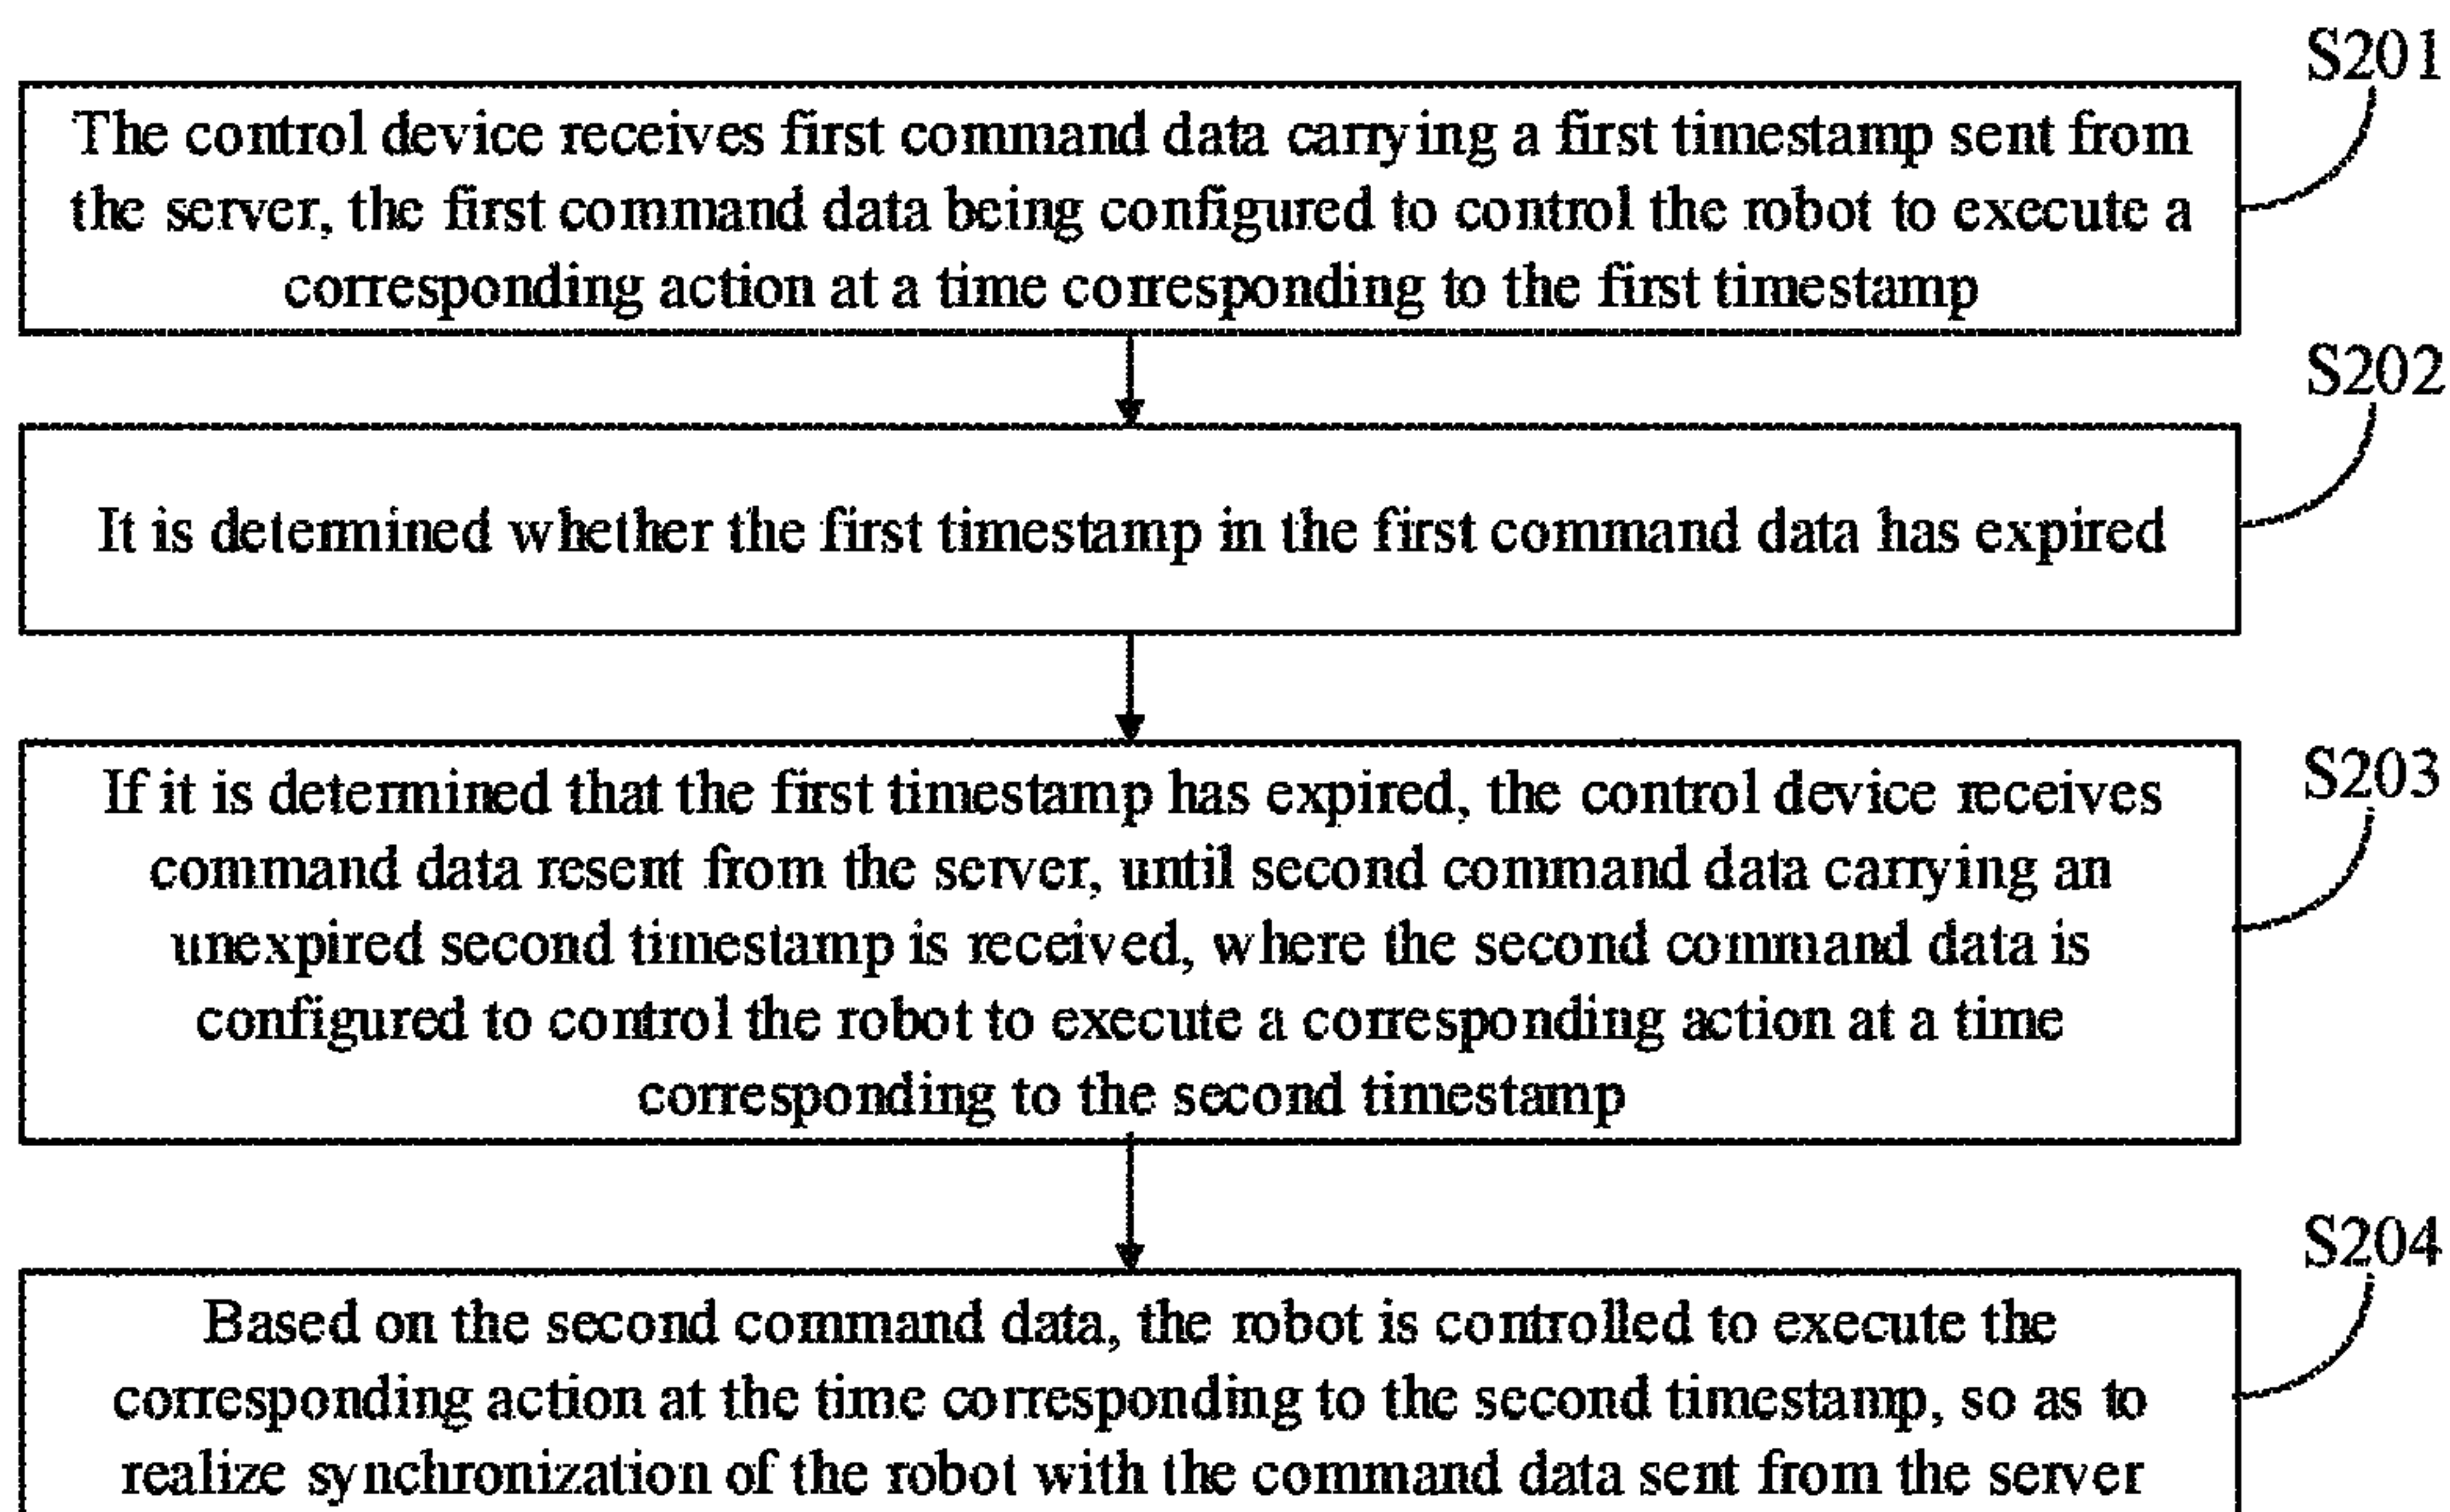 S201
The control device receives first command data carrying a first timestamp sent from
the server, the first command data being configured to control the robot to execute a
corresponding action at a time corresponding to the first timestamp
S202
It is determined whether the first timestamp in the first command data has expired
S203
If it is determined that the first timestamp has expired, the control device receives
command data resent from the server, until second command data carrying an
unexpired second timestamp is received, where the second command data is
configured to control the robot to execute a corresponding action at a time
corresponding to the second timestamp
S204
Based on the second command data, the robot is controlled to execute the
corresponding action at the time corresponding to the second timestamp, so as to
realize synchronization of the robot with the command data sent from the server